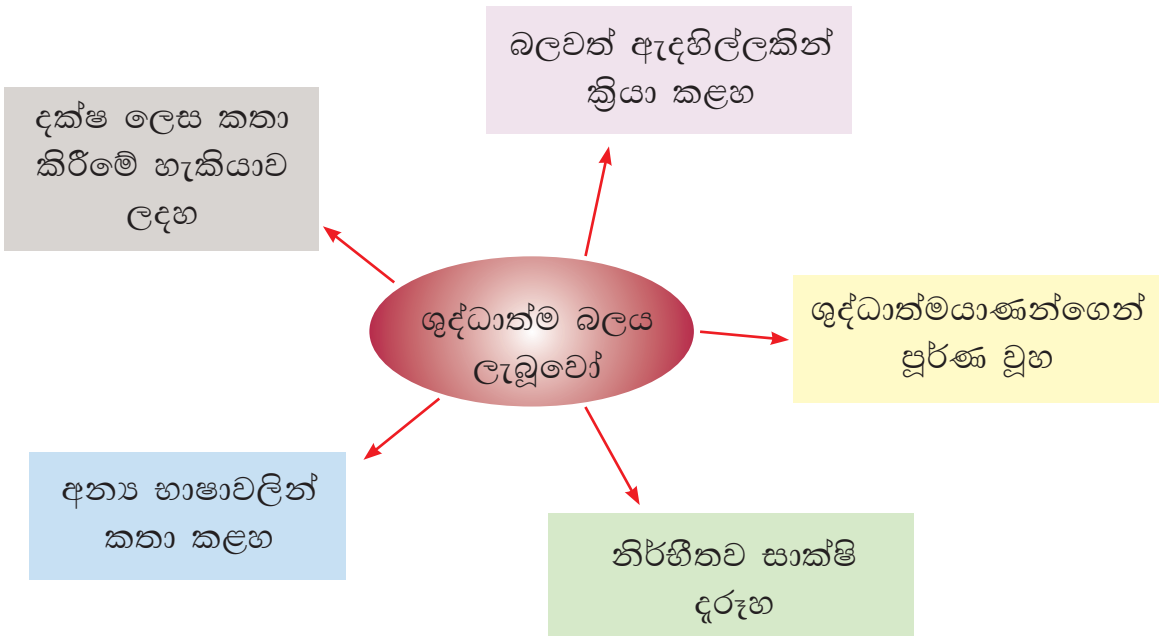 බලවත් ඇදහිල්ලකින්
ක්‍රියා කළහ
දක්ෂ ලෙස කතා
කිරීමේ හැකියාව
ලදහ
ශුද්ධාත්ම බලය
ලැබූවෝ
ශුද්ධාත්මයාණන්ගෙන්
පූර්ණ වූහ
අන්‍ය භාෂාවලින්
කතා කළහ
නිර්භීතව සාක්ෂි
දැරූහ